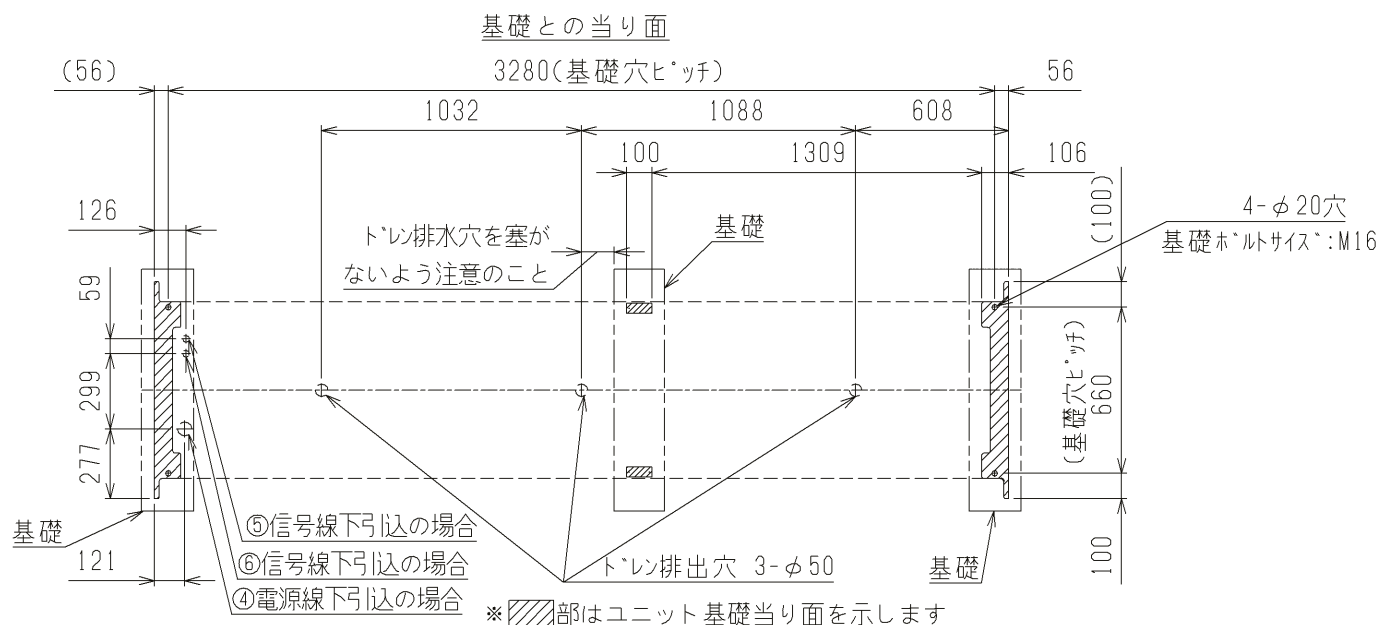 基礎との当り面
(56)
3280(基礎穴ピッチ)
56
1032
1088
608
100
1309
106
126
ドレン排水穴を塞が
ないよう注意のこと
基礎
(100)
4-φ20穴
基礎ボルトサイズ:M16
59
299
277
660
(基礎穴ピッチ)
100
基礎
121
⑤信号線下引込の場合
⑥信号線下引込の場合
④電源線下引込の場合
ドレン排出穴 3-φ50
基礎
※部はユニット基礎当り面を示します